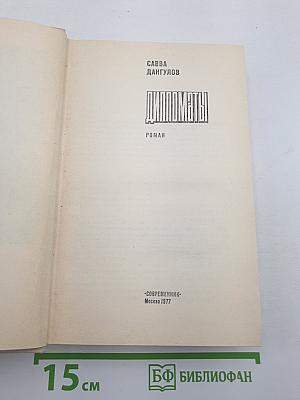 САВВА
ДАНГУЛОВ
ДИПЛОМАТЫ
РОМАН
«СОВРЕМЕННИК»
Москва 1977
15 см
БФ БИБЛИОФАН